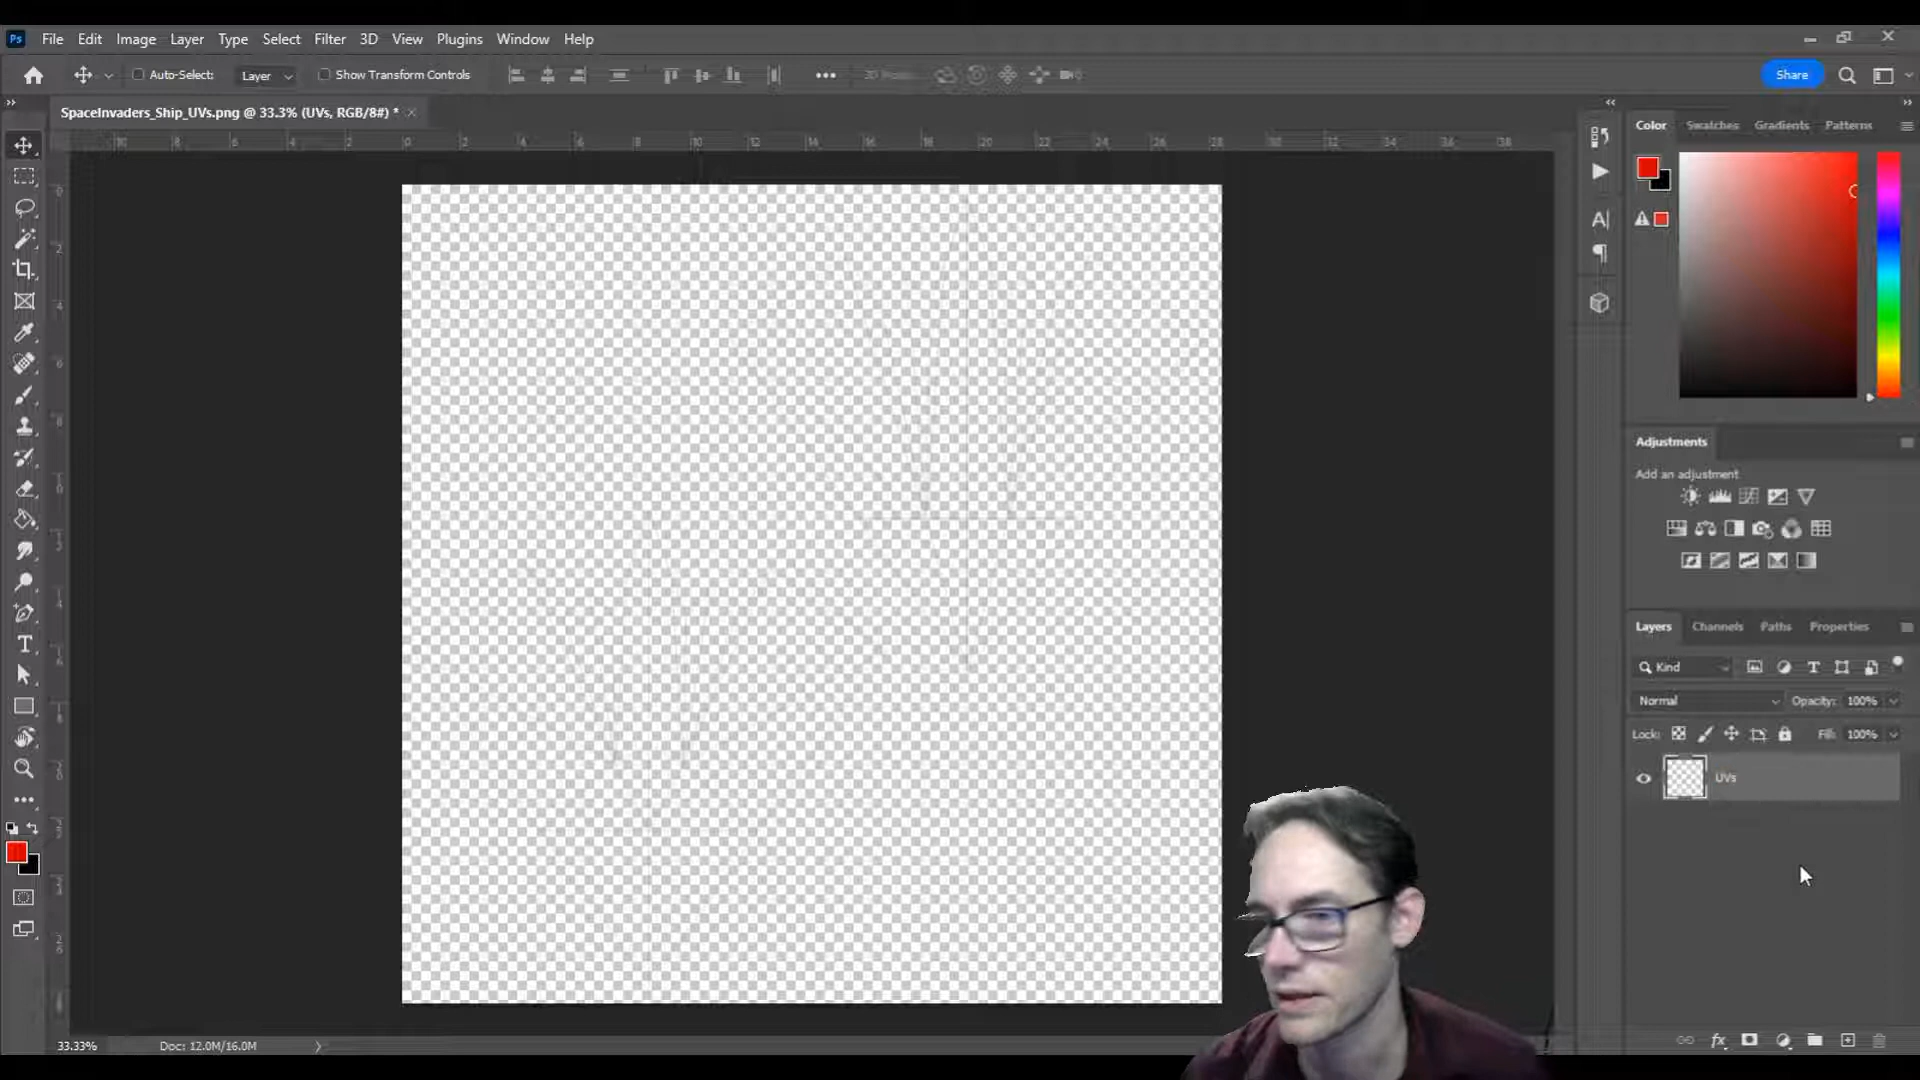 Ps File Edit Image Layer Type Select Filter 3D View Plugins Window Help
Auto-Select: Layer Show Transform Controls Share
SpaceInvaders_Ship_UVs.png @ 33.3% (UVs, RGB/8#) *
Color Swatches Gradients Patterns
Adjustments
Add an adjustment
Layers Channels Paths Properties
Kind
Normal Opacity: 100%
Lock: Fill: 100%
UVs
33.33% Doc: 12.0M/16.0M